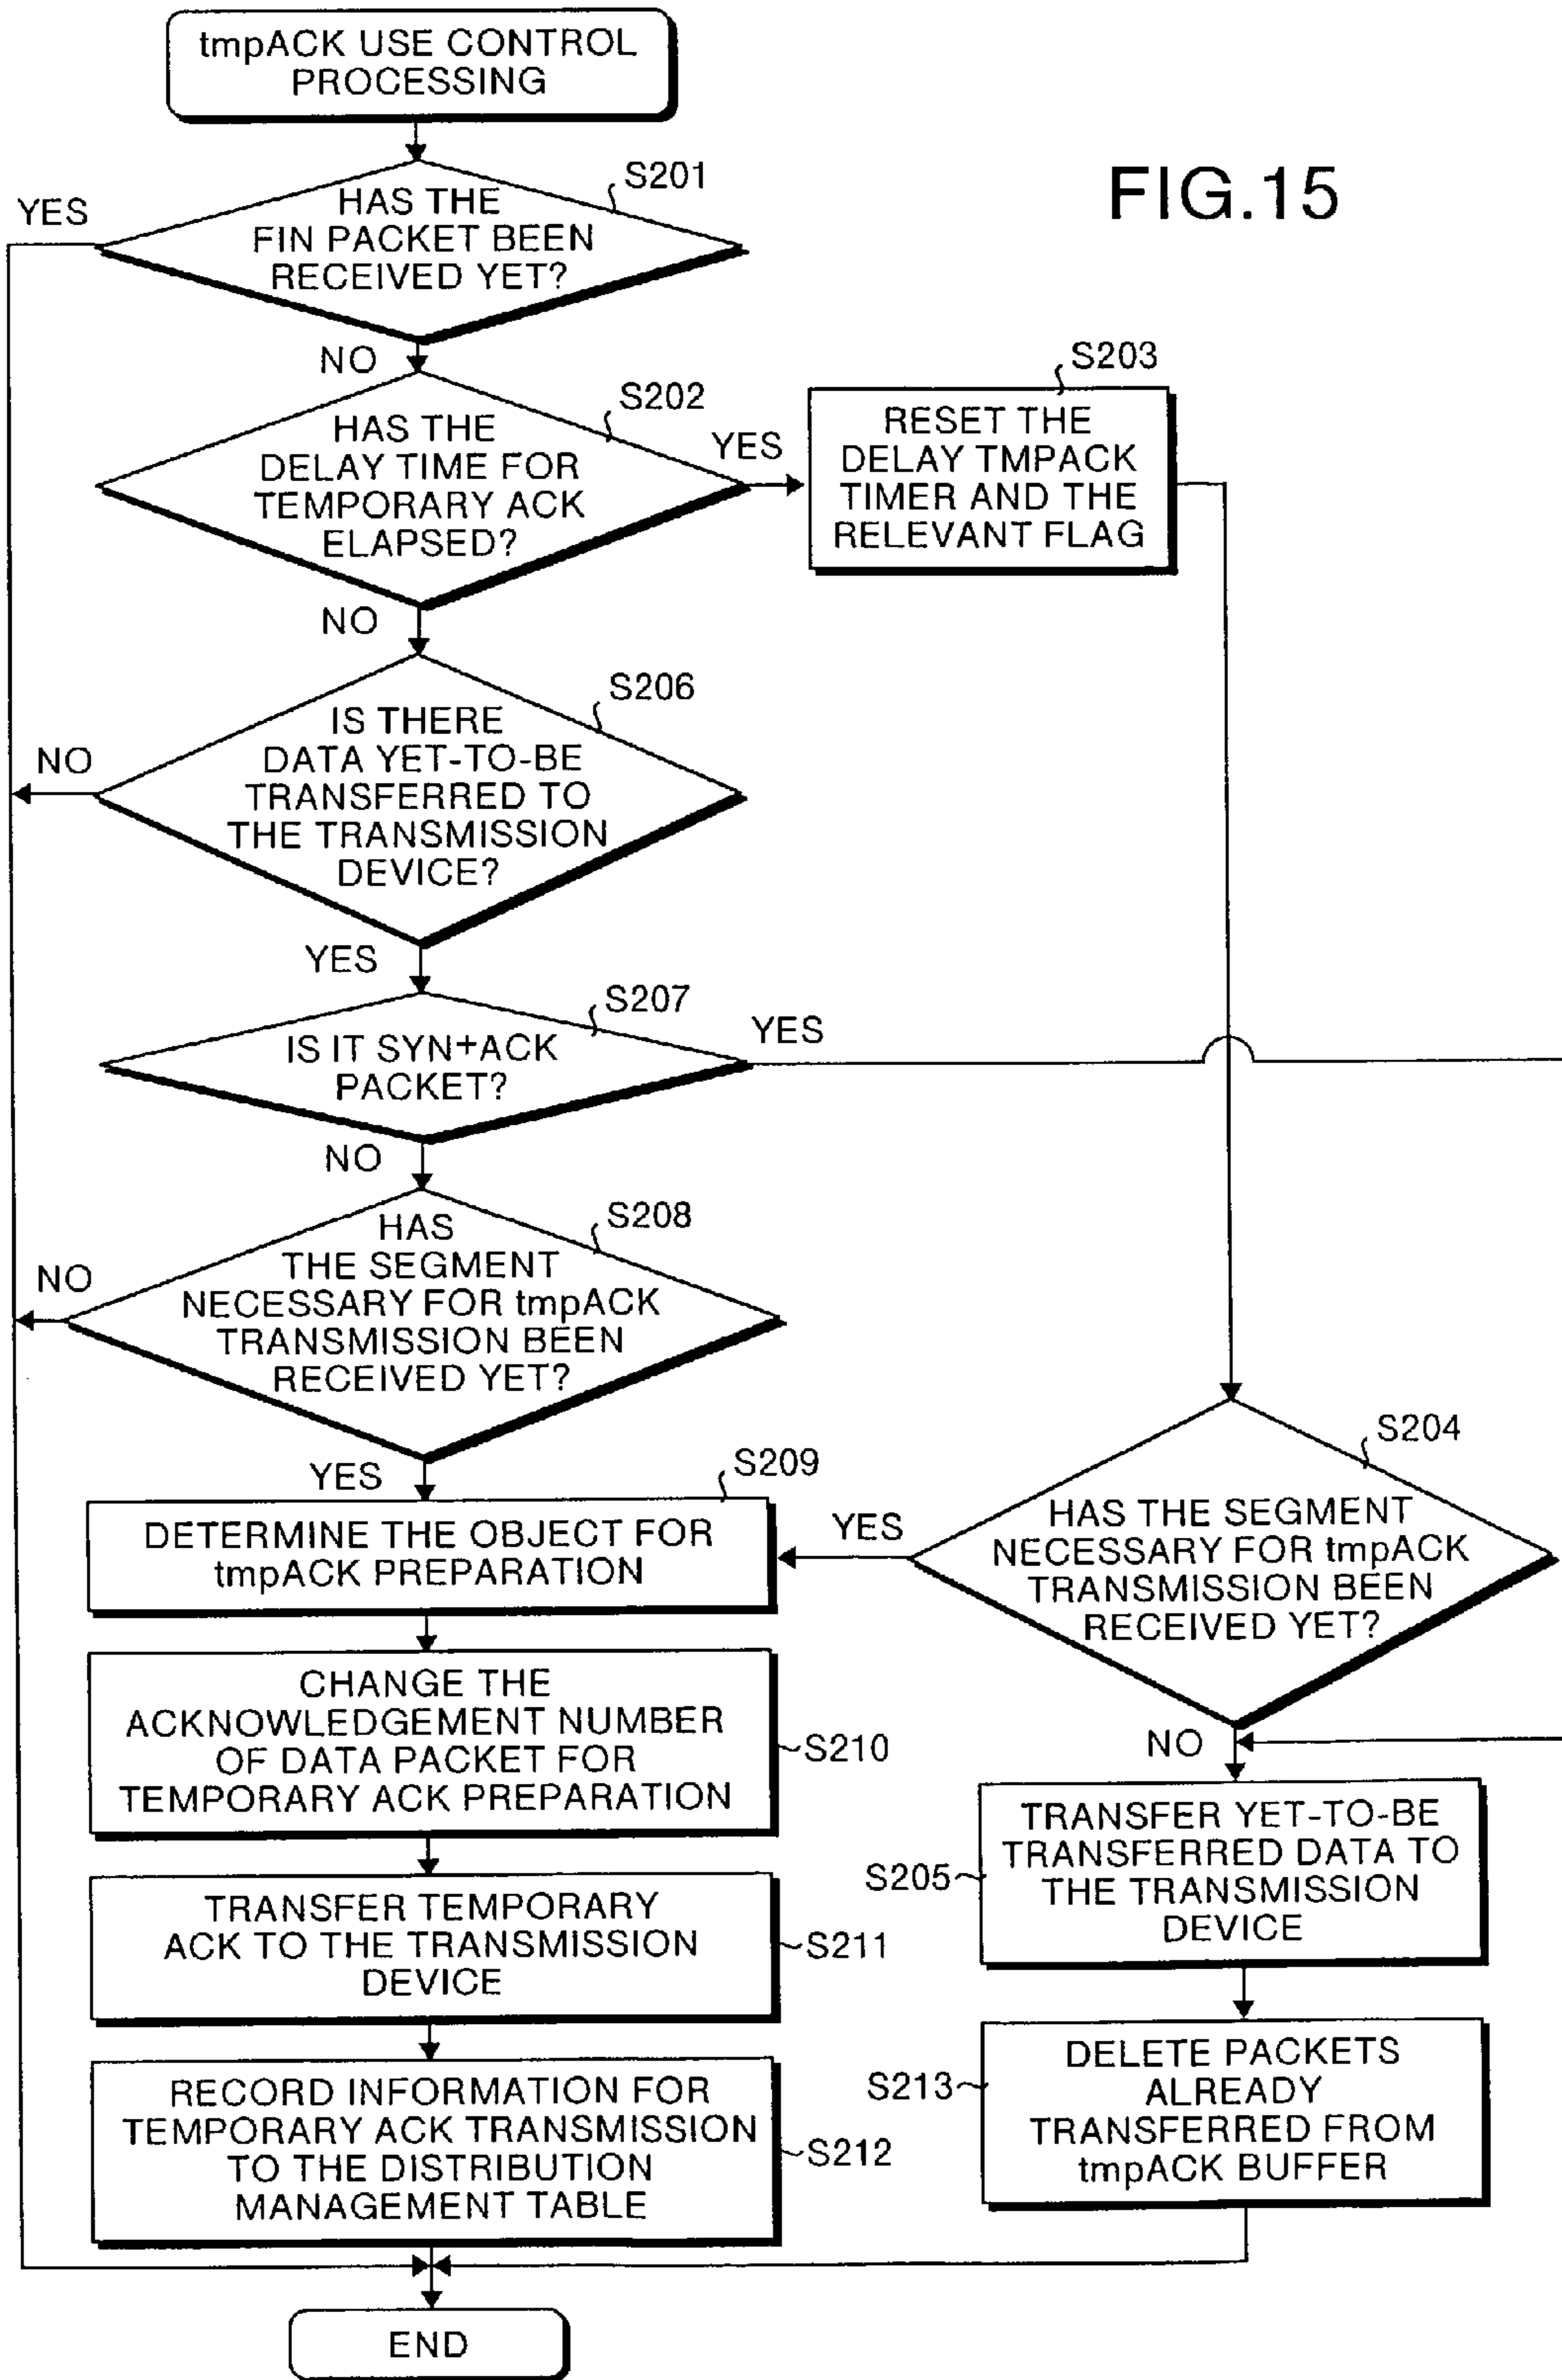 tmpACK USE CONTROL
PROCESSING
FIG.15
S201
YES
HAS THE
FIN PACKET BEEN
RECEIVED YET?
NO
S202
HAS THE
DELAY TIME FOR
TEMPORARY ACK
ELAPSED?
YES
S203
RESET THE
DELAY TMPACK
TIMER AND THE
RELEVANT FLAG
NO
S206
IS THERE
DATA YET-TO-BE
TRANSFERRED TO
THE TRANSMISSION
DEVICE?
NO
YES
S207
IS IT SYN+ACK
PACKET?
YES
NO
S208
HAS
THE SEGMENT
NECESSARY FOR tmpACK
TRANSMISSION BEEN
RECEIVED YET?
NO
YES
S209
DETERMINE THE OBJECT FOR
tmpACK PREPARATION
YES
S204
HAS THE SEGMENT
NECESSARY FOR tmpACK
TRANSMISSION BEEN
RECEIVED YET?
NO
CHANGE THE
ACKNOWLEDGEMENT NUMBER
OF DATA PACKET FOR
TEMPORARY ACK PREPARATION
S210
TRANSFER YET-TO-BE
TRANSFERRED DATA TO
THE TRANSMISSION
DEVICE
S205
TRANSFER TEMPORARY
ACK TO THE TRANSMISSION
DEVICE
S211
DELETE PACKETS
ALREADY
TRANSFERRED FROM
tmpACK BUFFER
S213
RECORD INFORMATION FOR
TEMPORARY ACK TRANSMISSION
TO THE DISTRIBUTION
MANAGEMENT TABLE
S212
END